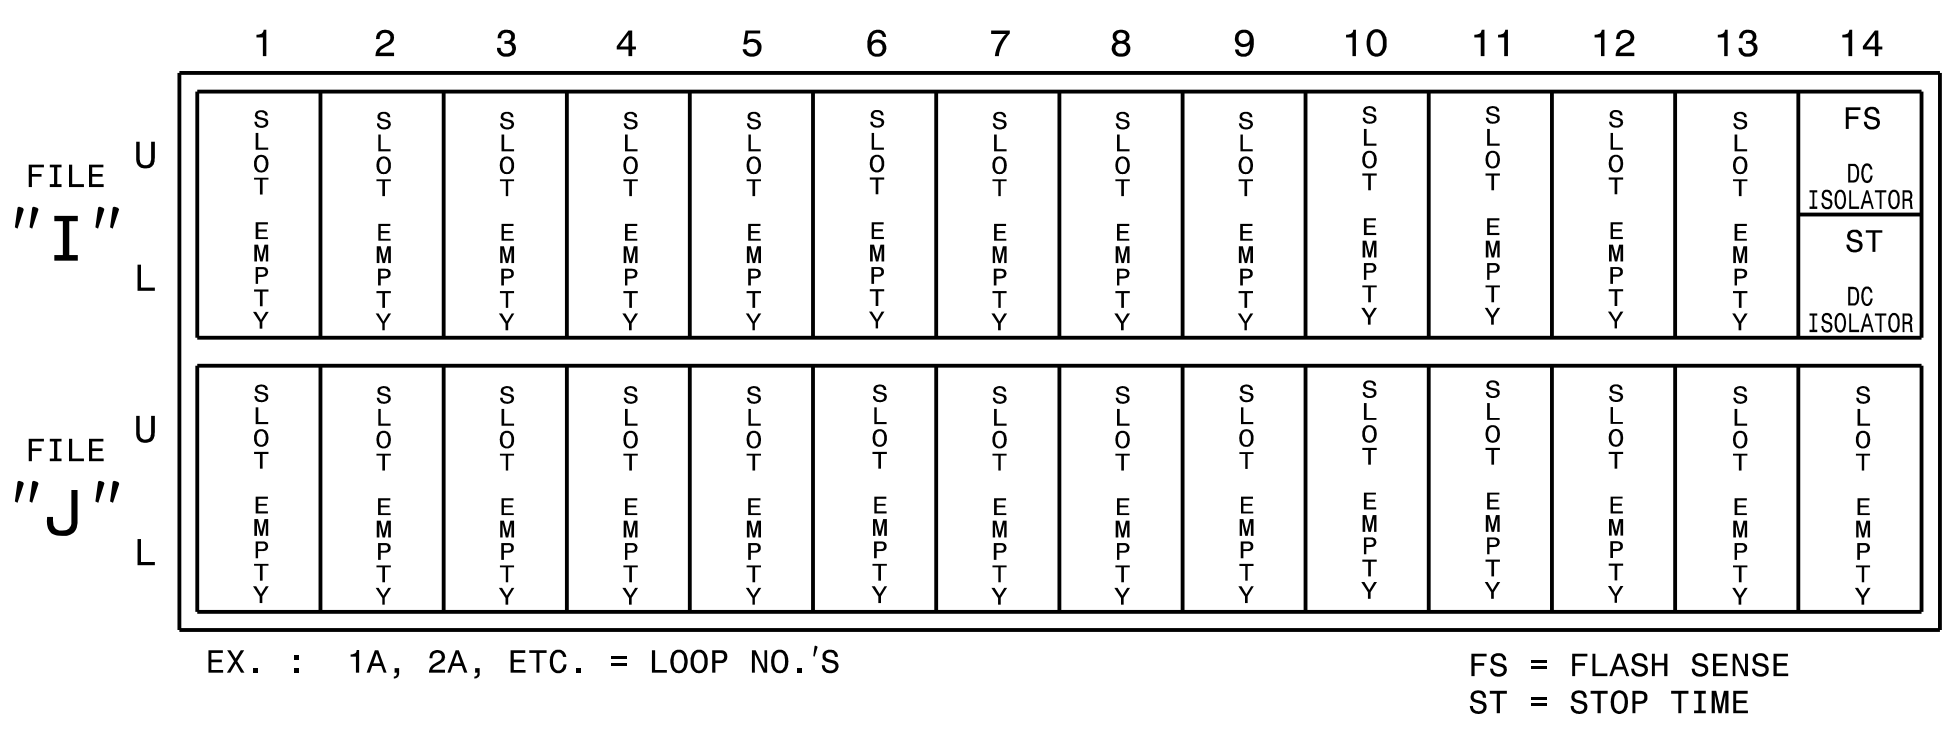 1 2 3 4 5 6 7 8 9 10 11 12 13 14
FILE "I"
U
L
SLOT EMPTY
SLOT EMPTY
SLOT EMPTY
SLOT EMPTY
SLOT EMPTY
SLOT EMPTY
SLOT EMPTY
SLOT EMPTY
SLOT EMPTY
SLOT EMPTY
SLOT EMPTY
SLOT EMPTY
SLOT EMPTY
FS
DC
ISOLATOR
ST
DC
ISOLATOR
FILE "J"
U
L
SLOT EMPTY
SLOT EMPTY
SLOT EMPTY
SLOT EMPTY
SLOT EMPTY
SLOT EMPTY
SLOT EMPTY
SLOT EMPTY
SLOT EMPTY
SLOT EMPTY
SLOT EMPTY
SLOT EMPTY
SLOT EMPTY
SLOT EMPTY
EX. : 1A, 2A, ETC. = LOOP NO.'S
FS = FLASH SENSE
ST = STOP TIME